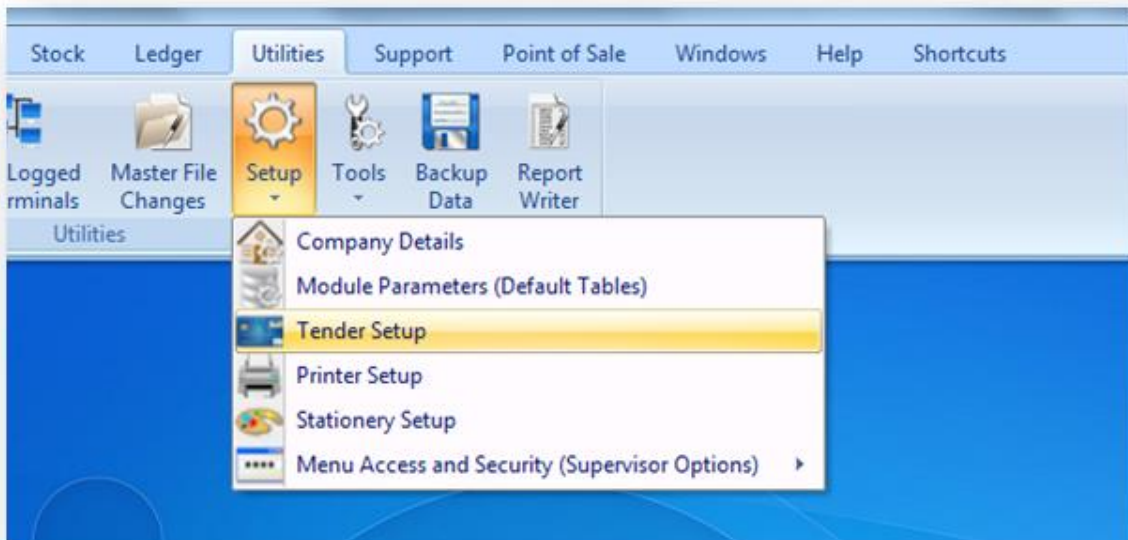 Stock Ledger Utilities Support Point of Sale Windows Help Shortcuts
Logged Master File Setup Tools Backup Report
rminals Changes Data Writer
Utilities
Company Details
Module Parameters (Default Tables)
Tender Setup
Printer Setup
Stationery Setup
Menu Access and Security (Supervisor Options)